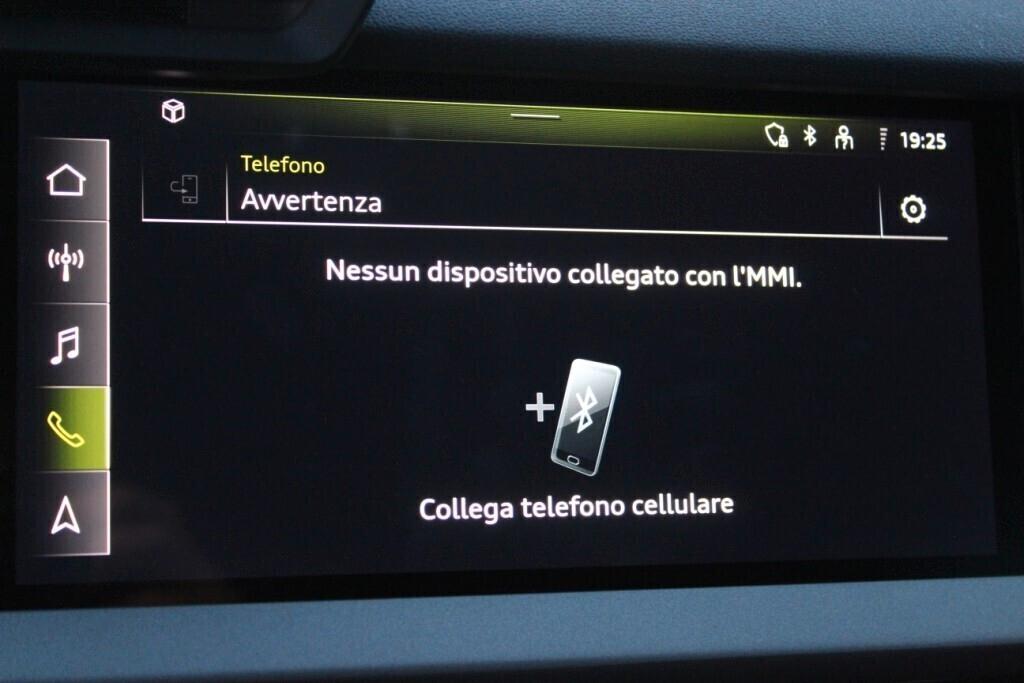 19:25
Telefono
Avvertenza
Nessun dispositivo collegato con l'MMI.
Collega telefono cellulare